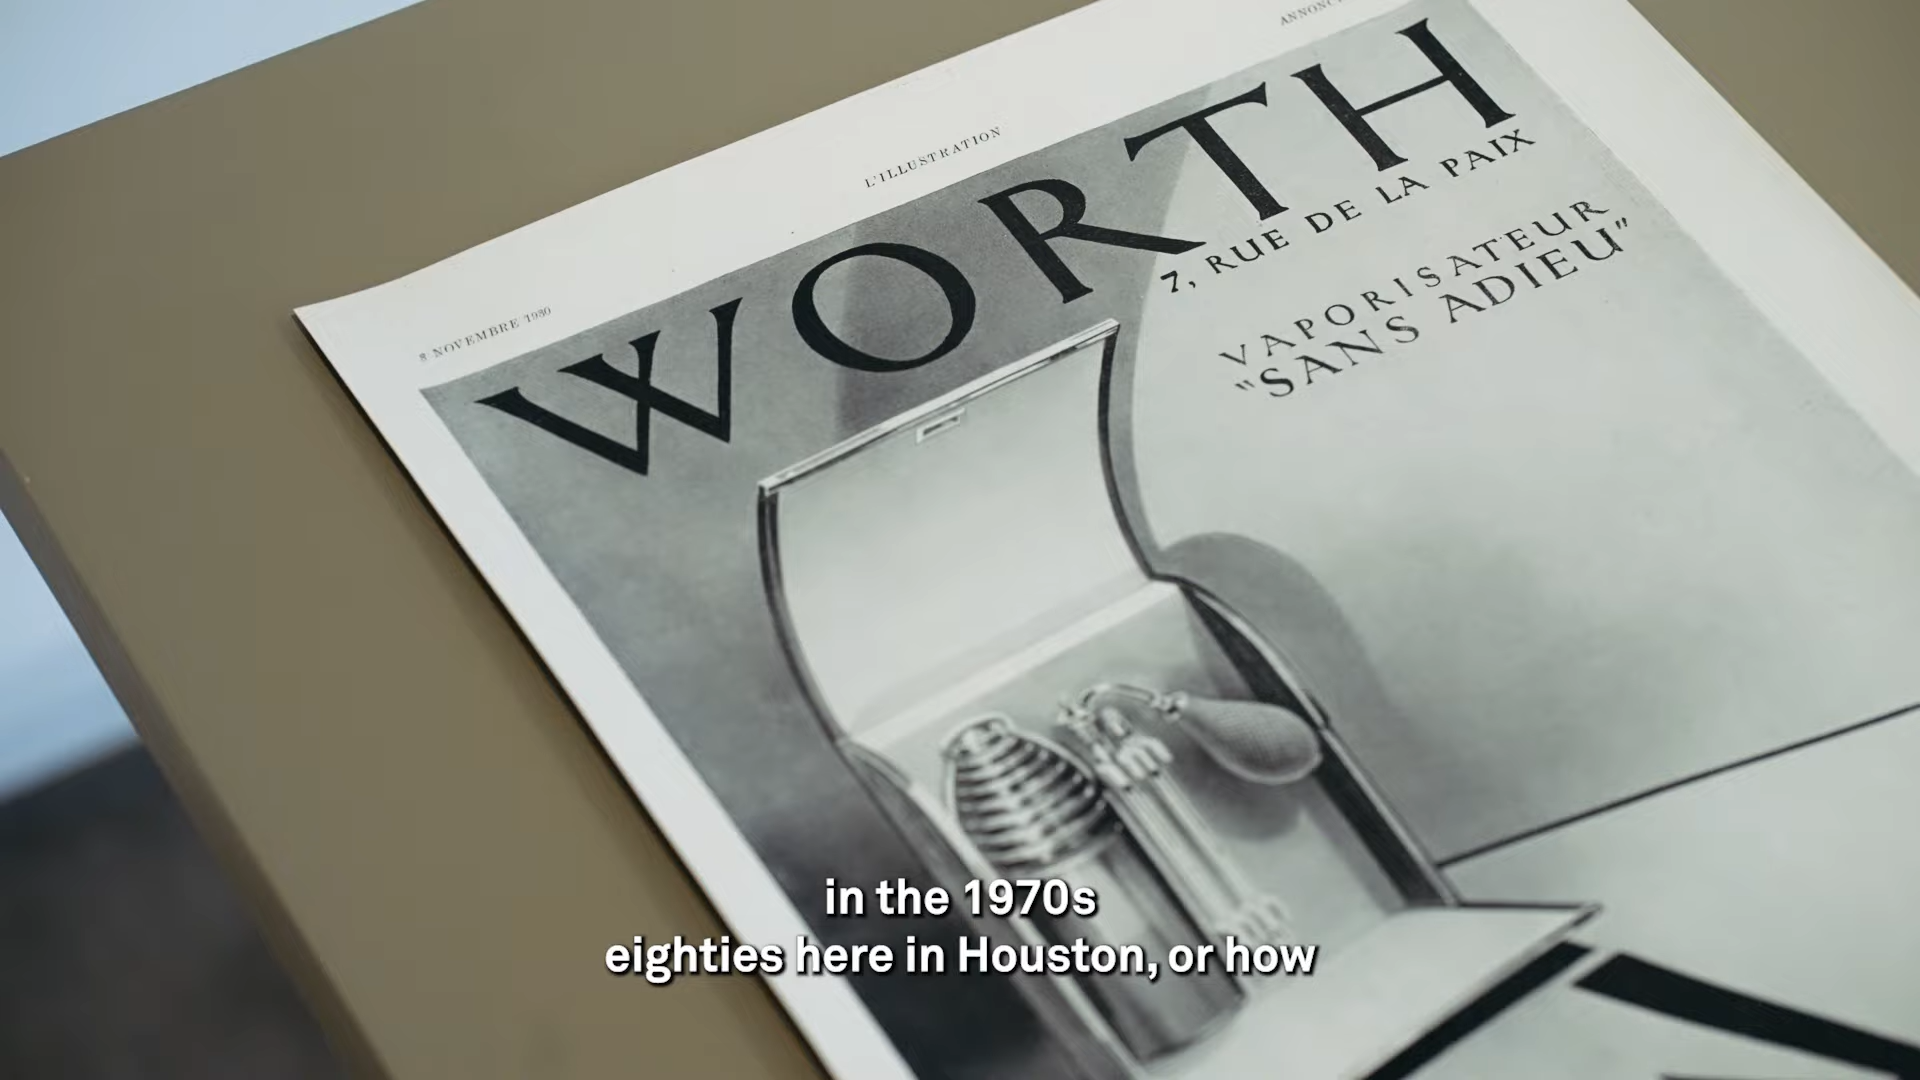 ANNONC
L'ILLUSTRATION
8 NOVEMBRE 1930
WORTH
7, RUE DE LA PAIX
VAPORISATEUR
"SANS ADIEU"
in the 1970s
eighties here in Houston, or how